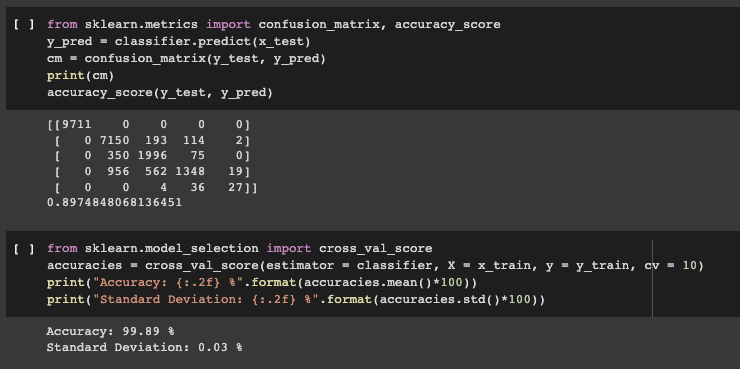 [ ] from sklearn.metrics import confusion_matrix, accuracy_score
y_pred = classifier.predict(x_test)
cm = confusion_matrix(y_test, y_pred)
print(cm)
accuracy_score(y_test, y_pred)
[[9711 0 0 0 0]
[ 0 7150 193 114 2]
[ 0 350 1996 75 0]
[ 0 956 562 1348 19]
[ 0 0 4 36 27]]
0.8974848068136451
[ ] from sklearn.model_selection import cross_val_score
accuracies = cross_val_score(estimator = classifier, X = x_train, y = y_train, cv = 10)
print("Accuracy: {:.2f} %".format(accuracies.mean()*100))
print("Standard Deviation: {:.2f} %".format(accuracies.std()*100))
Accuracy: 99.89 %
Standard Deviation: 0.03 %